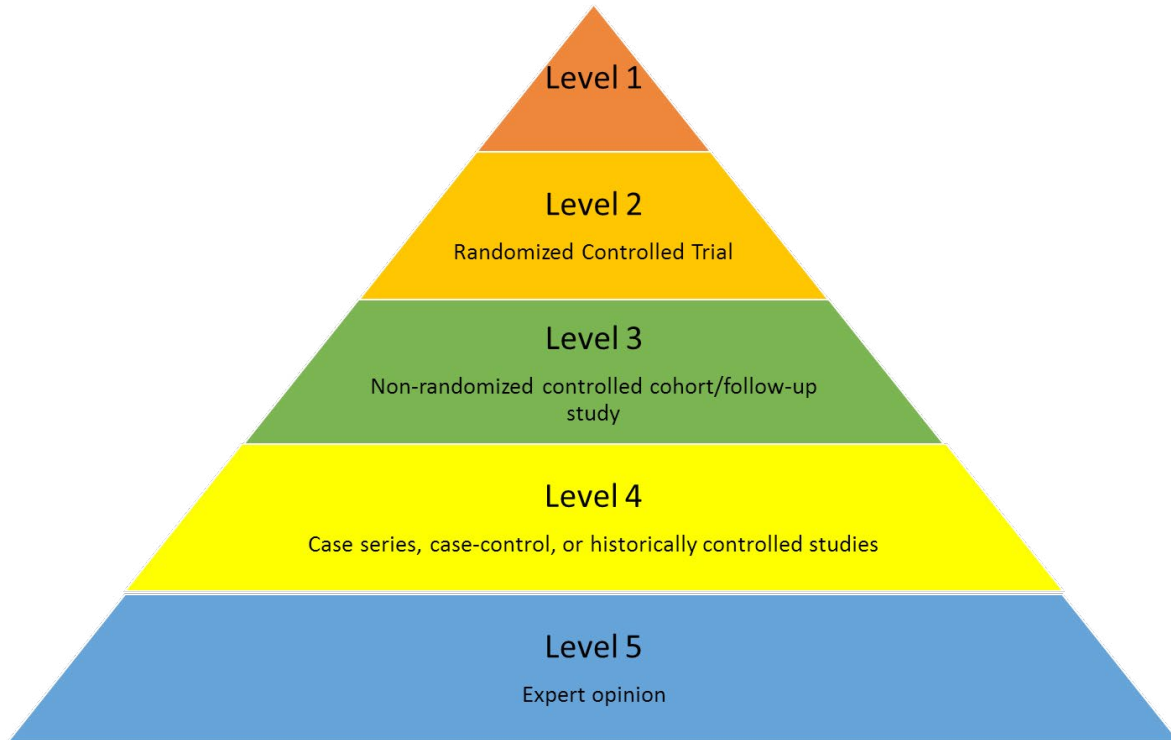 Level 1
Level 2
Randomized Controlled Trial
Level 3
Non-randomized controlled cohort/follow-up
study
Level 4
Case series, case-control, or historically controlled studies
Level 5
Expert opinion